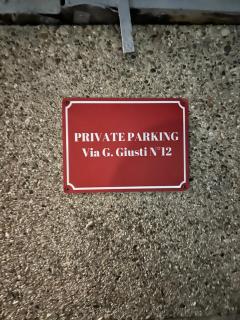 PRIVATE PARKING
Via G. Giusti N°12